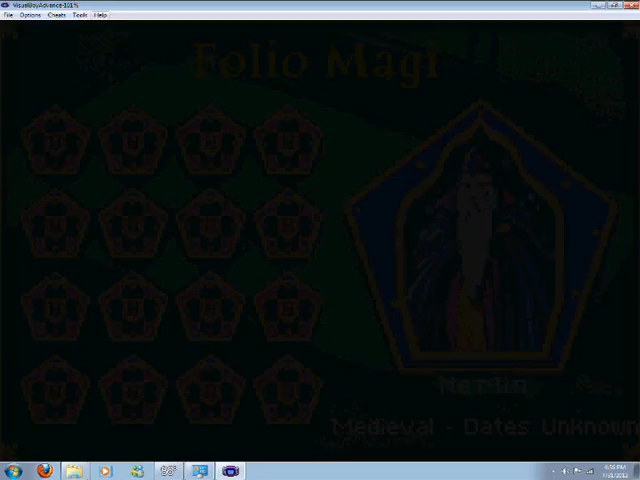 VisualBoyAdvance-101%
File Options Cheats Tools Help
Folio Magi
Merlin
Medieval - Dates Unknown